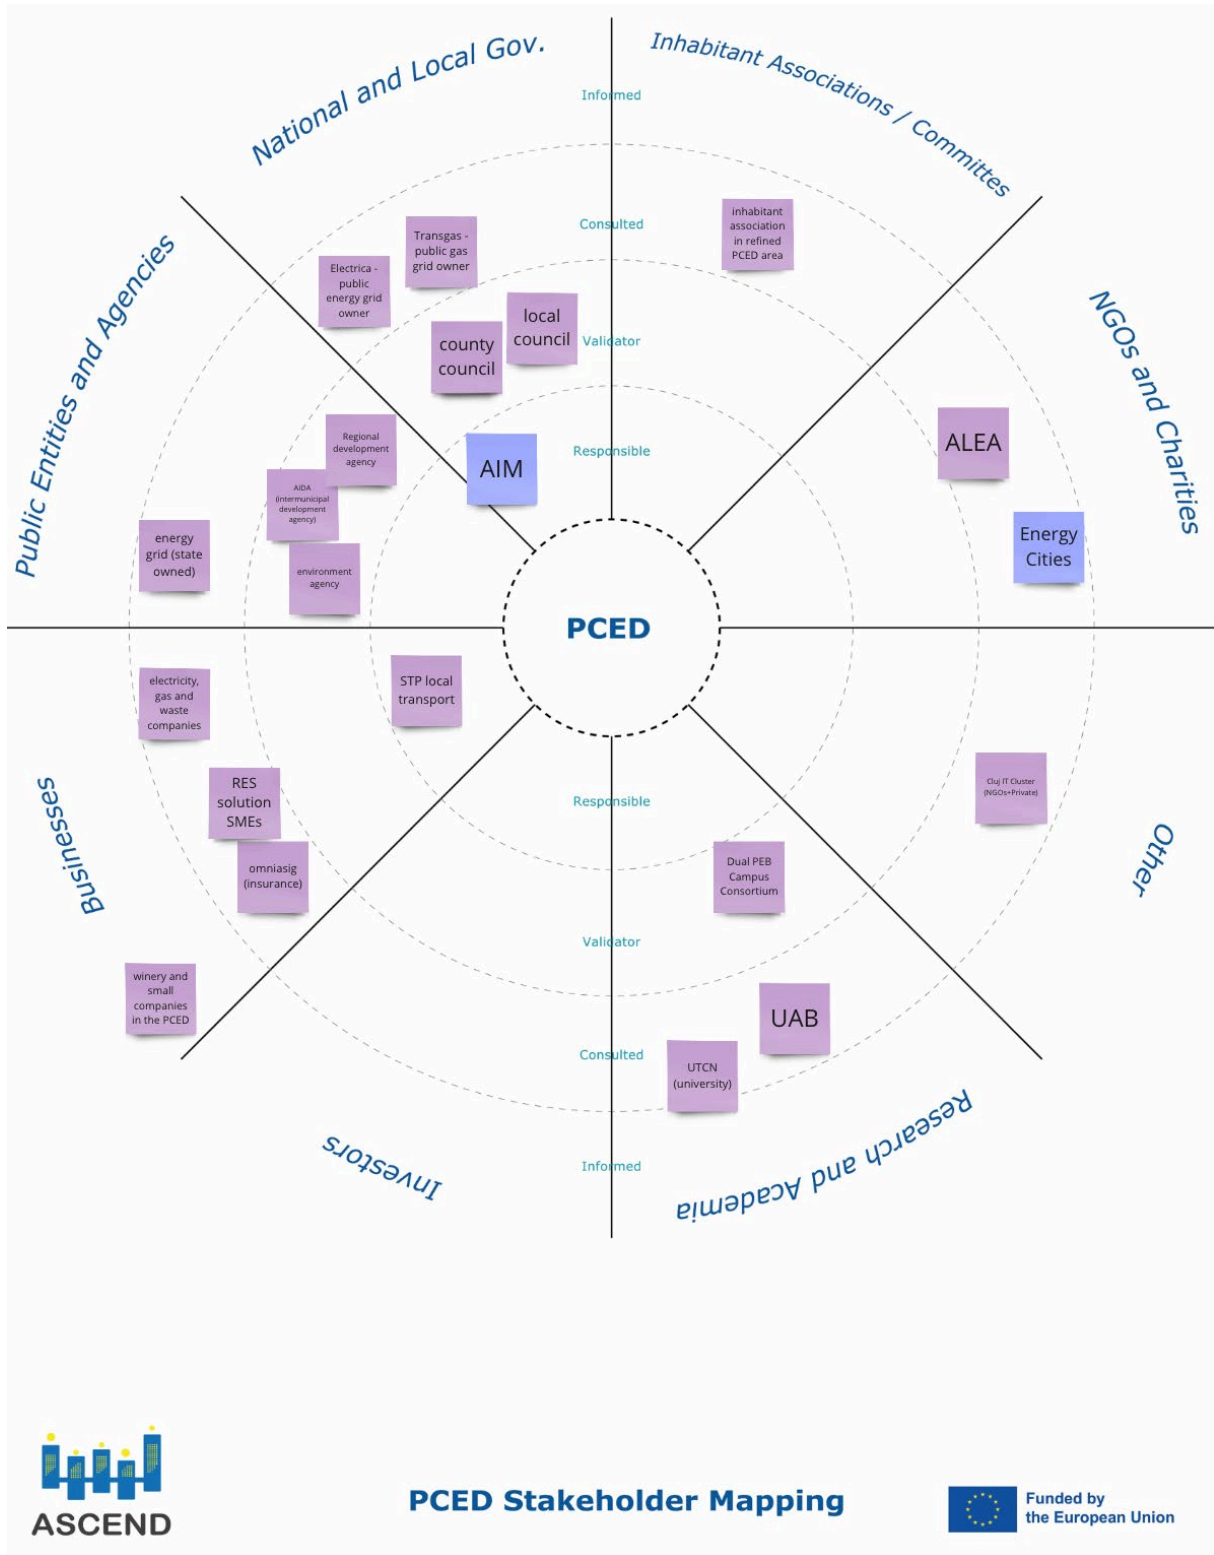 National and Local Gov.
Inhabitant Associations / Committes
Public Entities and Agencies
NGOs and Charities
Informed
Consulted
Validator
Responsible
Transgas -
public gas
grid owner
Electrica -
public
energy grid
owner
local
council
county
council
AIM
inhabitant
association
in refined
PCED area
ALEA
Energy
Cities
Regional
development
agency
AIDA
(intermunicipal
development
agency)
environment
agency
energy
grid (state
owned)
PCED
electricity,
gas and
waste
companies
STP local
transport
RES
solution
SMEs
omniasig
(insurance)
winery and
small
companies
in the PCED
Businesses
Investors
Responsible
Validator
Consulted
Informed
Dual PEB
Campus
Consortium
UAB
UTCN
(university)
Cluj IT Cluster
(NGOs+Private)
Other
Research and Academia
ASCEND
PCED Stakeholder Mapping
Funded by
the European Union